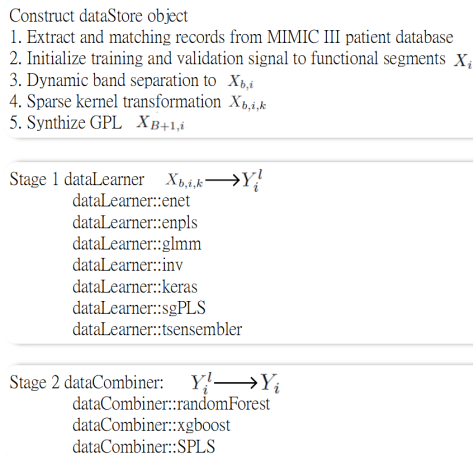 Construct dataStore object
1. Extract and matching records from MIMIC III patient database
2. Initialize training and validation signal to functional segments X_i
3. Dynamic band separation to X_{b,i}
4. Sparse kernel transformation X_{b,i,k}
5. Synthize GPL X_{B+1,i}
Stage 1 dataLearner X_{b,i,k} ⟶ Y_i^l
dataLearner::enet
dataLearner::enpls
dataLearner::glmm
dataLearner::inv
dataLearner::keras
dataLearner::sgPLS
dataLearner::tsensembler
Stage 2 dataCombiner: Y_i^l ⟶ Y_i
dataCombiner::randomForest
dataCombiner::xgboost
dataCombiner::SPLS